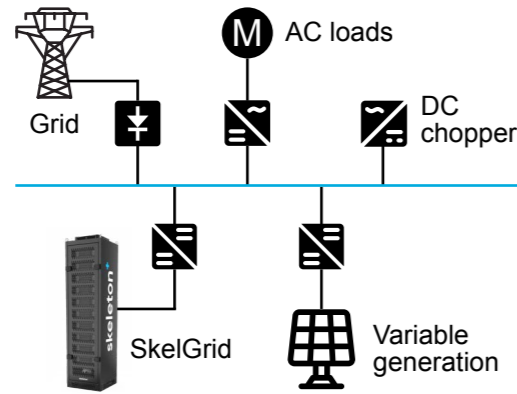 M
AC loads
Grid
DC
chopper
skeleton+
SkelGrid
Variable
generation